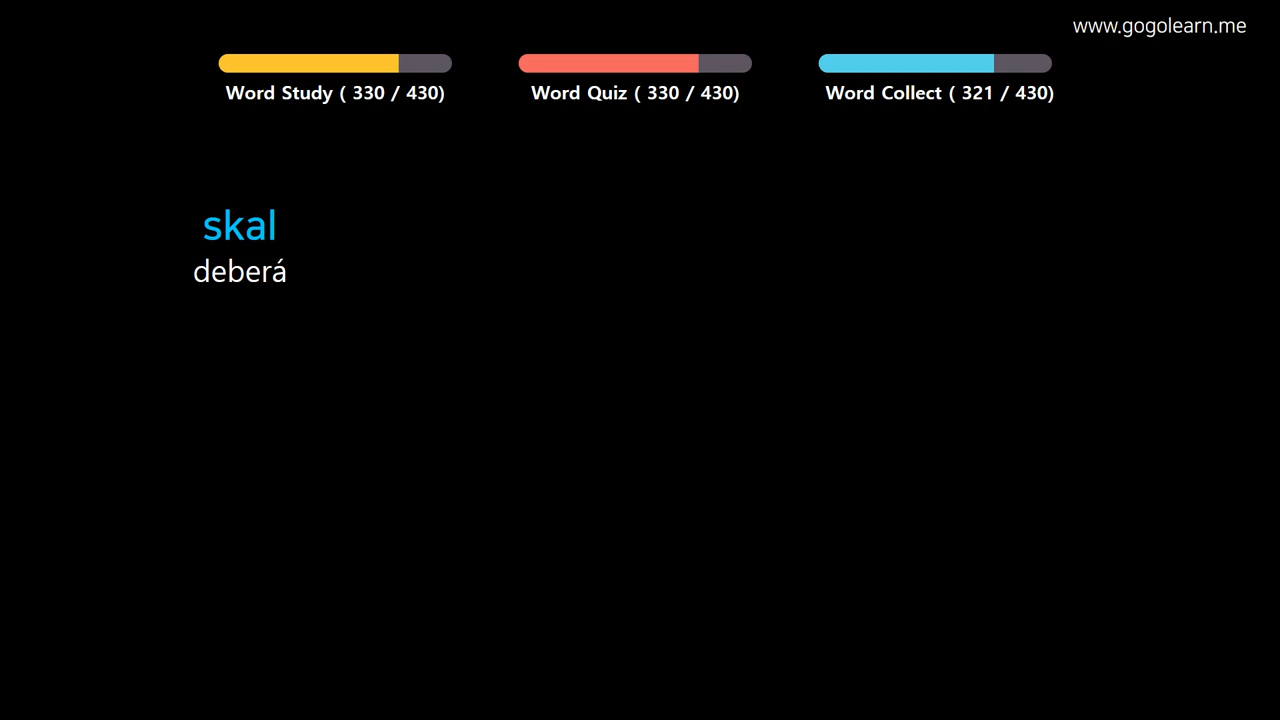 www.gogolearn.me
Word Study ( 330 / 430)
Word Quiz ( 330 / 430)
Word Collect ( 321 / 430)
skal
deberá